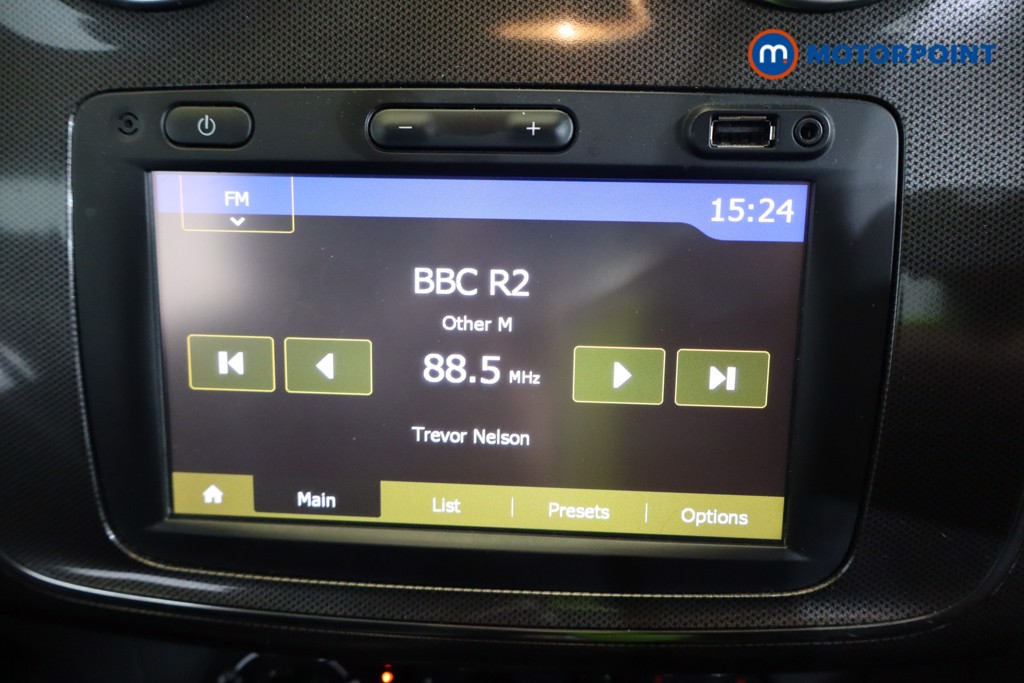 m MOTORPOINT
FM
15:24
BBC R2
Other M
88.5 MHz
Trevor Nelson
Main
List
Presets
Options